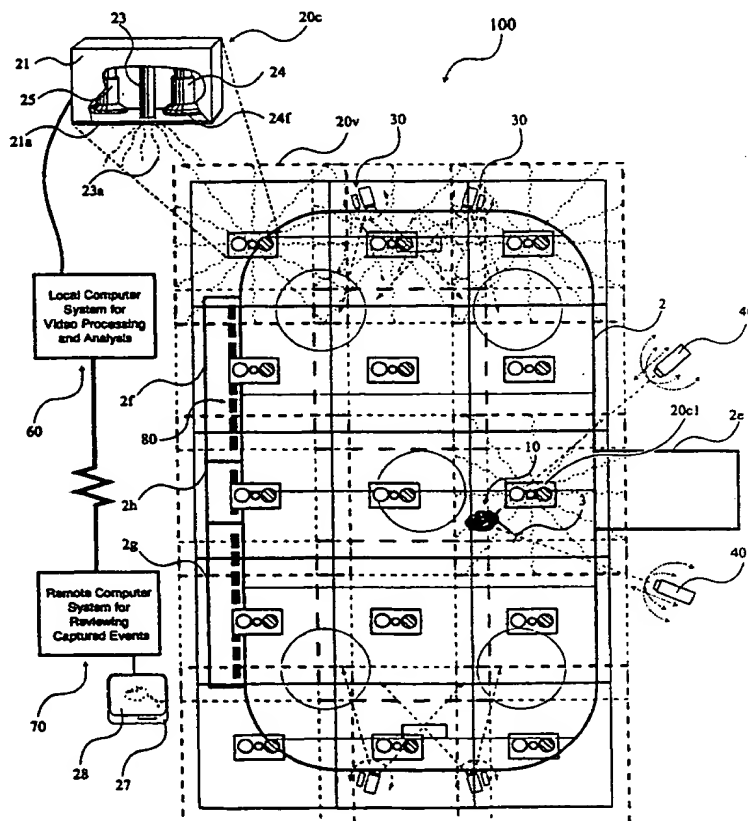 23
20c
100
21
24
25
21a
24f
20v
30
30
23a
Local Computer
System for
Video Processing
and Analysis
2
40
2f
60
80
20c1
2e
10
2h
3
2g
Remote Computer
System for
Reviewing
Captured Events
40
70
28
27